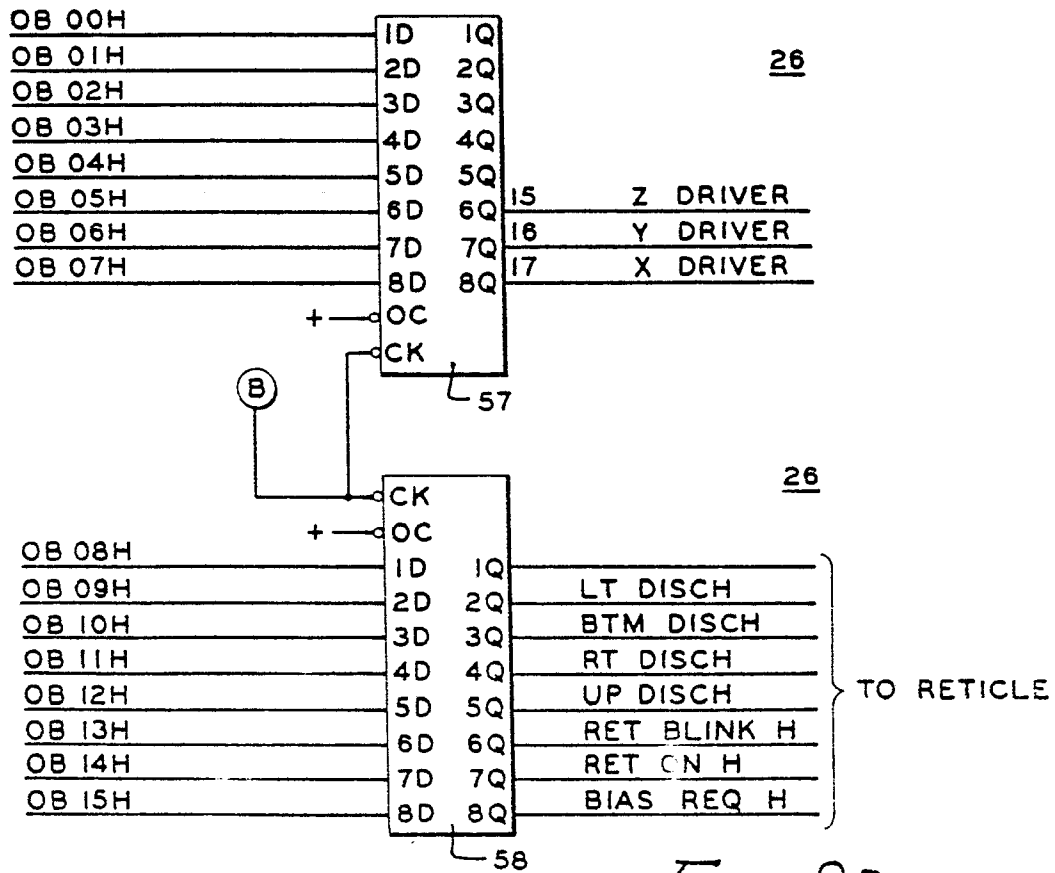 OB 00H 1D 1Q
26
OB 01H 2D 2Q
OB 02H 3D 3Q
OB 03H 4D 4Q
OB 04H 5D 5Q
OB 05H 6D 6Q 15 Z DRIVER
OB 06H 7D 7Q 16 Y DRIVER
OB 07H 8D 8Q 17 X DRIVER
+ OC
CK
B
57
26
CK
+ OC
OB 08H 1D 1Q
OB 09H 2D 2Q LT DISCH
OB 10H 3D 3Q BTM DISCH
OB 11H 4D 4Q RT DISCH
OB 12H 5D 5Q UP DISCH
TO RETICLE
OB 13H 6D 6Q RET BLINK H
OB 14H 7D 7Q RET ON H
OB 15H 8D 8Q BIAS REQ H
58